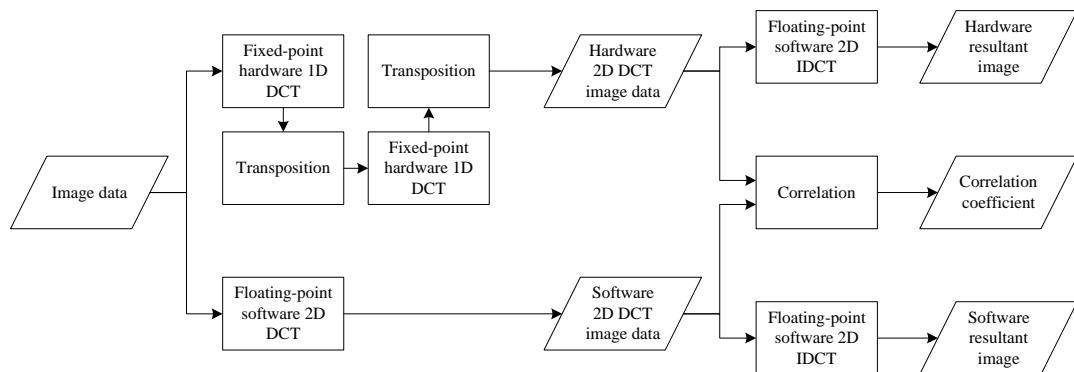 Image data
Fixed-point
hardware 1D
DCT
Transposition
Fixed-point
hardware 1D
DCT
Transposition
Hardware
2D DCT
image data
Floating-point
software 2D
IDCT
Hardware
resultant
image
Correlation
Correlation
coefficient
Floating-point
software 2D
DCT
Software
2D DCT
image data
Floating-point
software 2D
IDCT
Software
resultant
image